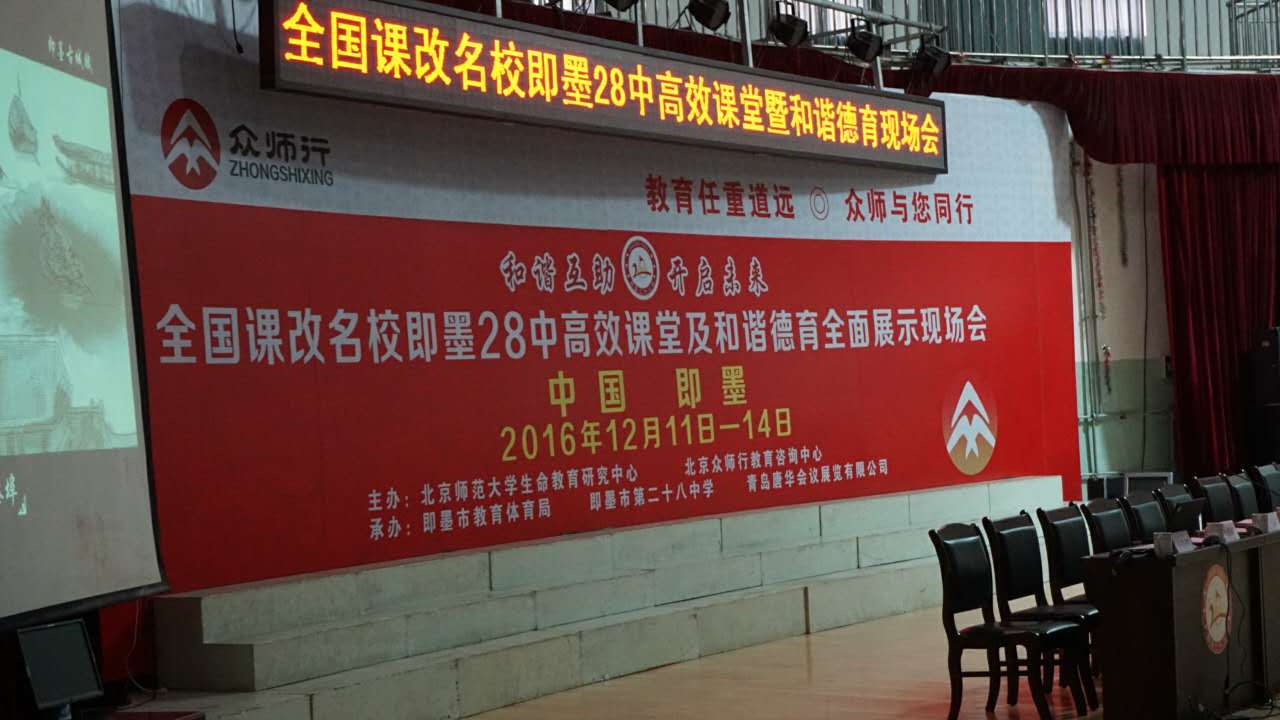 全国课改名校即墨28中高效课堂暨和谐德育现场会
即墨古城概
众师行
ZHONGSHIXING
教育任重道远 ◎ 众师与您同行
和谐互助 开启未来
全国课改名校即墨28中高效课堂及和谐德育全面展示现场会
中国 即墨
2016年12月11日—14日
主办：北京师范大学生命教育研究中心 北京众师行教育咨询中心
承办：即墨市教育体育局 即墨市第二十八中学 青岛唐华会议展览有限公司